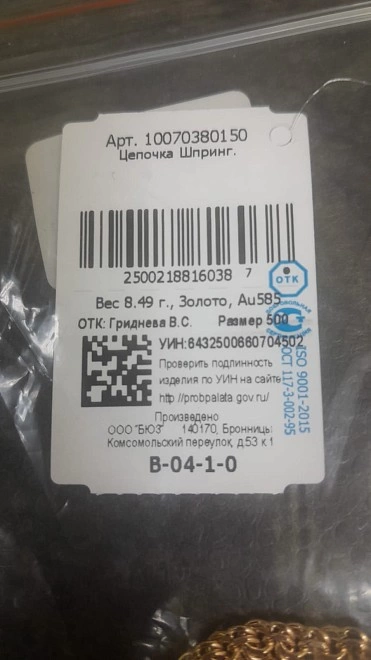 Арт. 10070380150
Цепочка Шпринг.
2500218816038 7
ОТК
Вес 8.49 г., Золото, Au585
ОТК: Гриднева В.С. Размер 500
УИН:6432500660704502
Проверить подлинность
изделия по УИН на сайте
http://probpalata.gov.ru/
Произведено
ООО "БЮЗ" 140170, Бронницы,
Комсомольский переулок, д.53 к 1
В-04-1-0
ISO 9001-2015
ОСТ 117-3-002-95